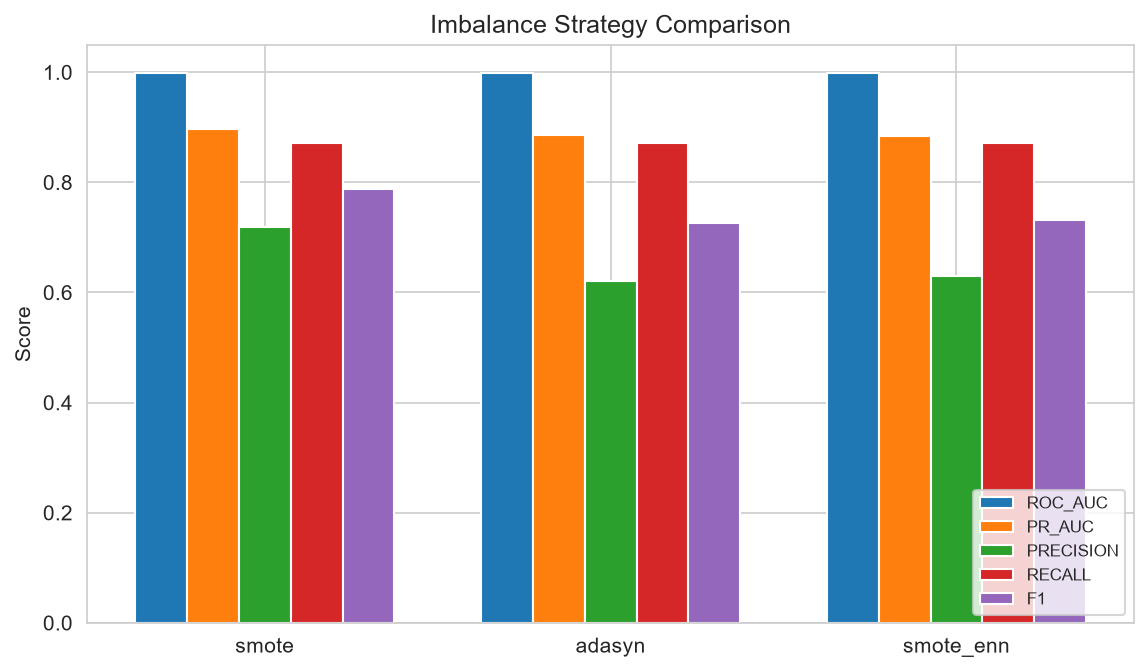 Imbalance Strategy Comparison
1.0
0.8
0.6
0.4
0.2
0.0
Score
smote
adasyn
smote_enn
ROC_AUC
PR_AUC
PRECISION
RECALL
F1